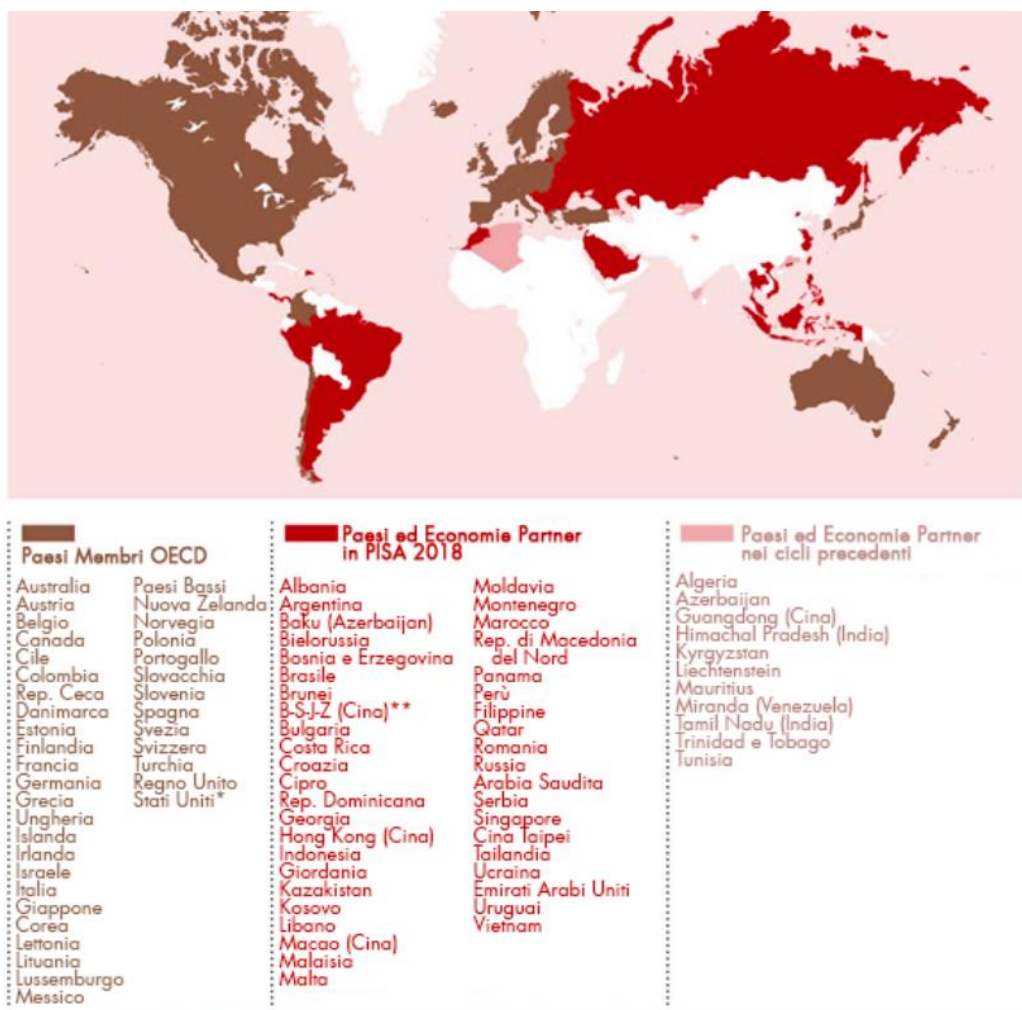 Paesi Membri OECD
Australia
Austria
Belgio
Canada
Cile
Colombia
Rep. Ceca
Danimarca
Estonia
Finlandia
Francia
Germania
Grecia
Ungheria
Islanda
Irlanda
Israele
Italia
Giappone
Corea
Lettonia
Lituania
Lussemburgo
Messico
Paesi Bassi
Nuova Zelanda
Norvegia
Polonia
Portogallo
Slovacchia
Slovenia
Spagna
Svezia
Svizzera
Turchia
Regno Unito
Stati Uniti*
Paesi ed Economie Partner
in PISA 2018
Albania
Argentina
Baku (Azerbaijan)
Bielorussia
Bosnia e Erzegovina
Brasile
Brunei
B-S-J-Z (Cina)**
Bulgaria
Costa Rica
Croazia
Cipro
Rep. Dominicana
Georgia
Hong Kong (Cina)
Indonesia
Giordania
Kazakistan
Kosovo
Libano
Macao (Cina)
Malaisia
Malta
Moldavia
Montenegro
Marocco
Rep. di Macedonia
del Nord
Panama
Perù
Filippine
Qatar
Romania
Russia
Arabia Saudita
Serbia
Singapore
Cina Taipei
Tailandia
Ucraina
Emirati Arabi Uniti
Uruguai
Vietnam
Paesi ed Economie Partner
nei cicli precedenti
Algeria
Azerbaijan
Guangdong (Cina)
Himachal Pradesh (India)
Kyrgyzstan
Liechtenstein
Mauritius
Miranda (Venezuela)
Tamil Nadu (India)
Trinidad e Tobago
Tunisia